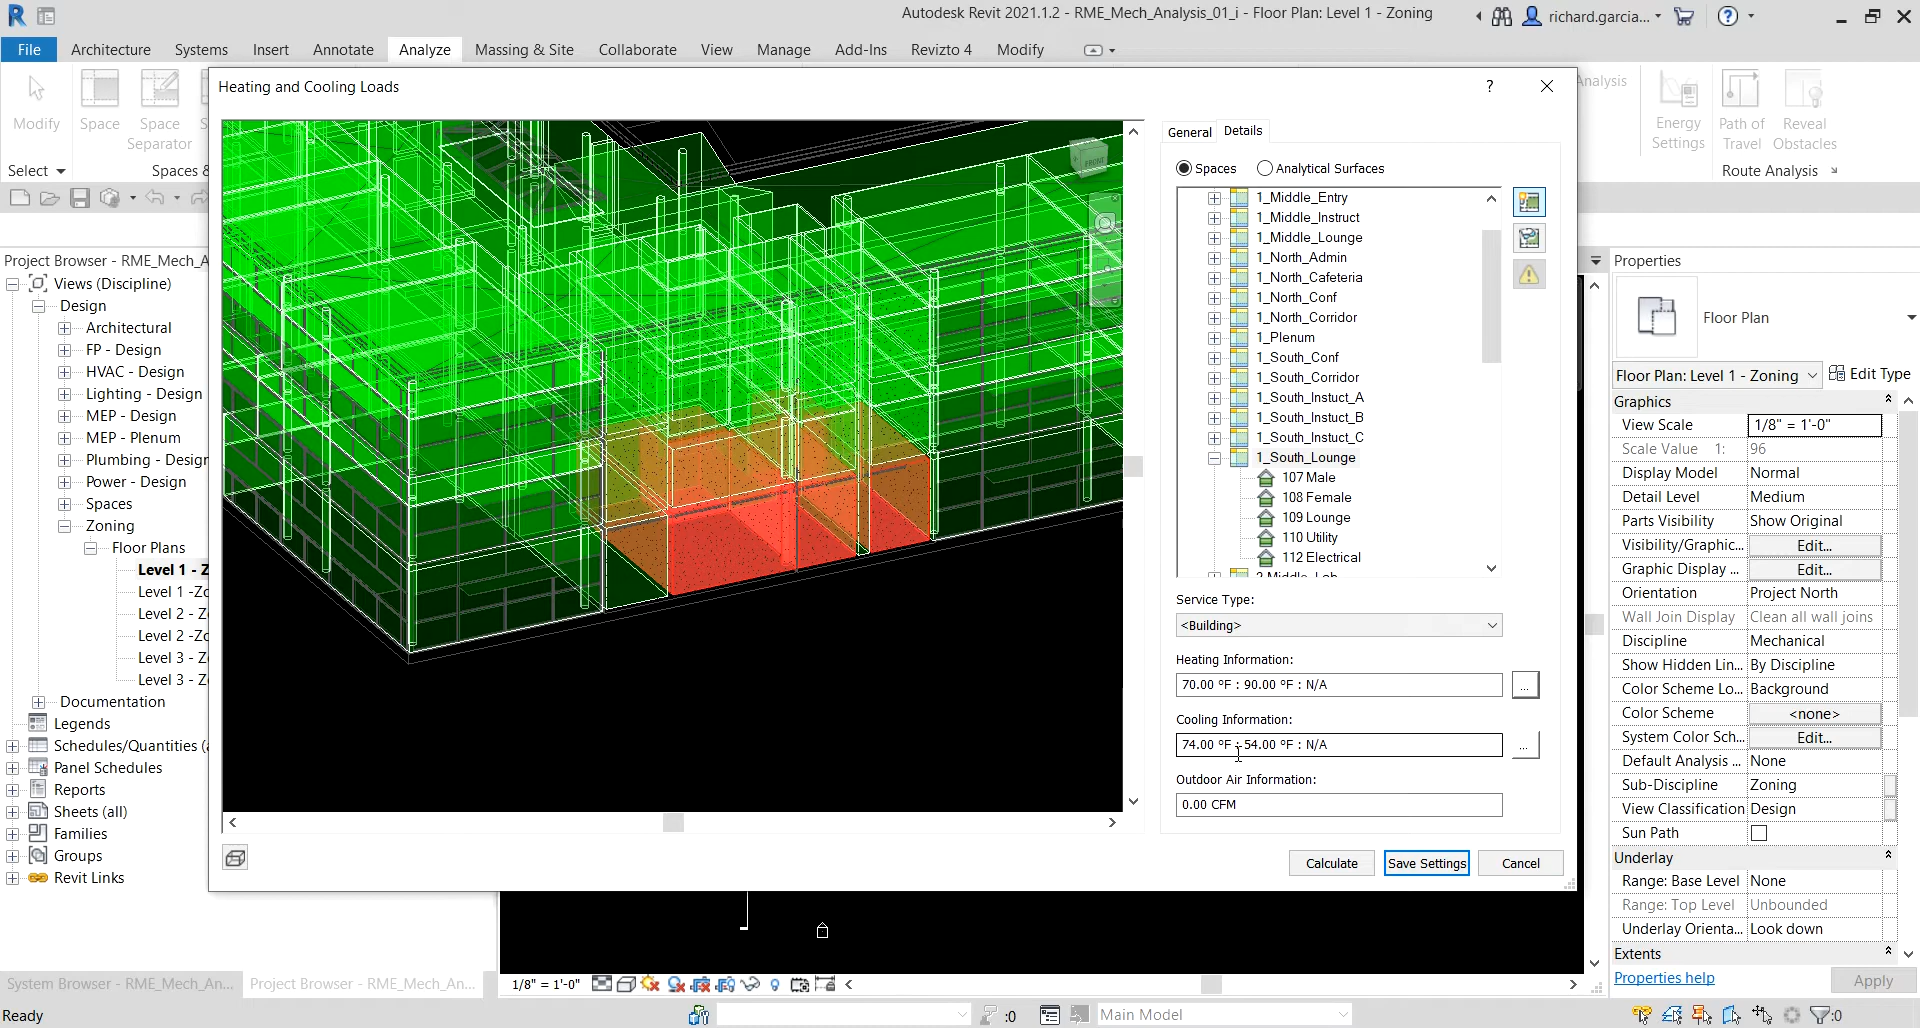 Autodesk Revit 2021.1.2 - RME_Mech_Analysis_01_i - Floor Plan: Level 1 - Zoning
richard.garcia...
File Architecture Systems Insert Annotate Analyze Massing & Site Collaborate View Manage Add-Ins Revizto 4 Modify
Modify
Space
Space
Separator
Select
Spaces &
Analysis
Energy
Settings
Path of
Travel
Reveal
Obstacles
Route Analysis
Heating and Cooling Loads
FRONT
General Details
Spaces Analytical Surfaces
1_Middle_Entry
1_Middle_Instruct
1_Middle_Lounge
1_North_Admin
1_North_Cafeteria
1_North_Conf
1_North_Corridor
1_Plenum
1_South_Conf
1_South_Corridor
1_South_Instuct_A
1_South_Instuct_B
1_South_Instuct_C
1_South_Lounge
107 Male
108 Female
109 Lounge
110 Utility
112 Electrical
Service Type:
<Building>
Heating Information:
70.00 °F : 90.00 °F : N/A
...
Cooling Information:
74.00 °F : 54.00 °F : N/A
...
Outdoor Air Information:
0.00 CFM
Calculate Save Settings Cancel
Project Browser - RME_Mech_A
Views (Discipline)
Design
Architectural
FP - Design
HVAC - Design
Lighting - Design
MEP - Design
MEP - Plenum
Plumbing - Design
Power - Design
Spaces
Zoning
Floor Plans
Level 1 - Z
Level 1 -Zo
Level 2 - Z
Level 2 -Zo
Level 3 - Z
Level 3 - Z
Documentation
Legends
Schedules/Quantities (a
Panel Schedules
Reports
Sheets (all)
Families
Groups
Revit Links
System Browser - RME_Mech_An... Project Browser - RME_Mech_An...
Properties
Floor Plan
Floor Plan: Level 1 - Zoning Edit Type
Graphics
View Scale 1/8" = 1'-0"
Scale Value 1: 96
Display Model Normal
Detail Level Medium
Parts Visibility Show Original
Visibility/Graphic... Edit...
Graphic Display ... Edit...
Orientation Project North
Wall Join Display Clean all wall joins
Discipline Mechanical
Show Hidden Lin... By Discipline
Color Scheme Lo... Background
Color Scheme <none>
System Color Sch... Edit...
Default Analysis ... None
Sub-Discipline Zoning
View Classification Design
Sun Path
Underlay
Range: Base Level None
Range: Top Level Unbounded
Underlay Orienta... Look down
Extents
Properties help Apply
1/8" = 1'-0"
Ready
:0
Main Model
:0